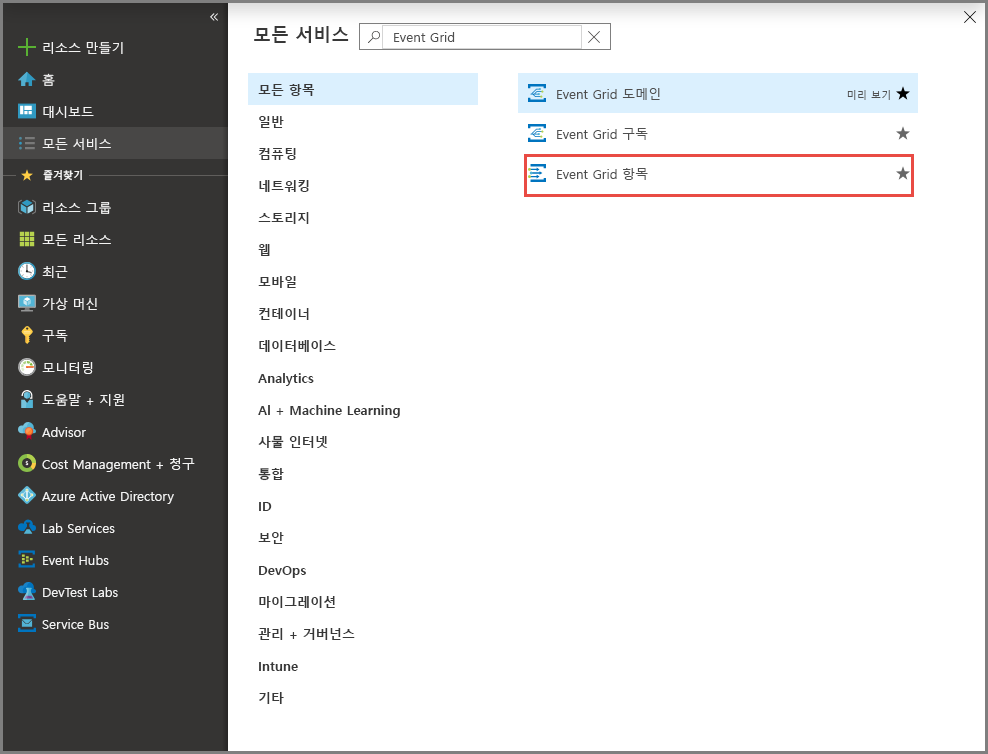 «
리소스 만들기
홈
대시보드
모든 서비스
즐겨찾기
리소스 그룹
모든 리소스
최근
가상 머신
구독
모니터링
도움말 + 지원
Advisor
Cost Management + 청구
Azure Active Directory
Lab Services
Event Hubs
DevTest Labs
Service Bus
모든 서비스
Event Grid
모든 항목
일반
컴퓨팅
네트워킹
스토리지
웹
모바일
컨테이너
데이터베이스
Analytics
AI + Machine Learning
사물 인터넷
통합
ID
보안
DevOps
마이그레이션
관리 + 거버넌스
Intune
기타
Event Grid 도메인 미리 보기
Event Grid 구독
Event Grid 항목